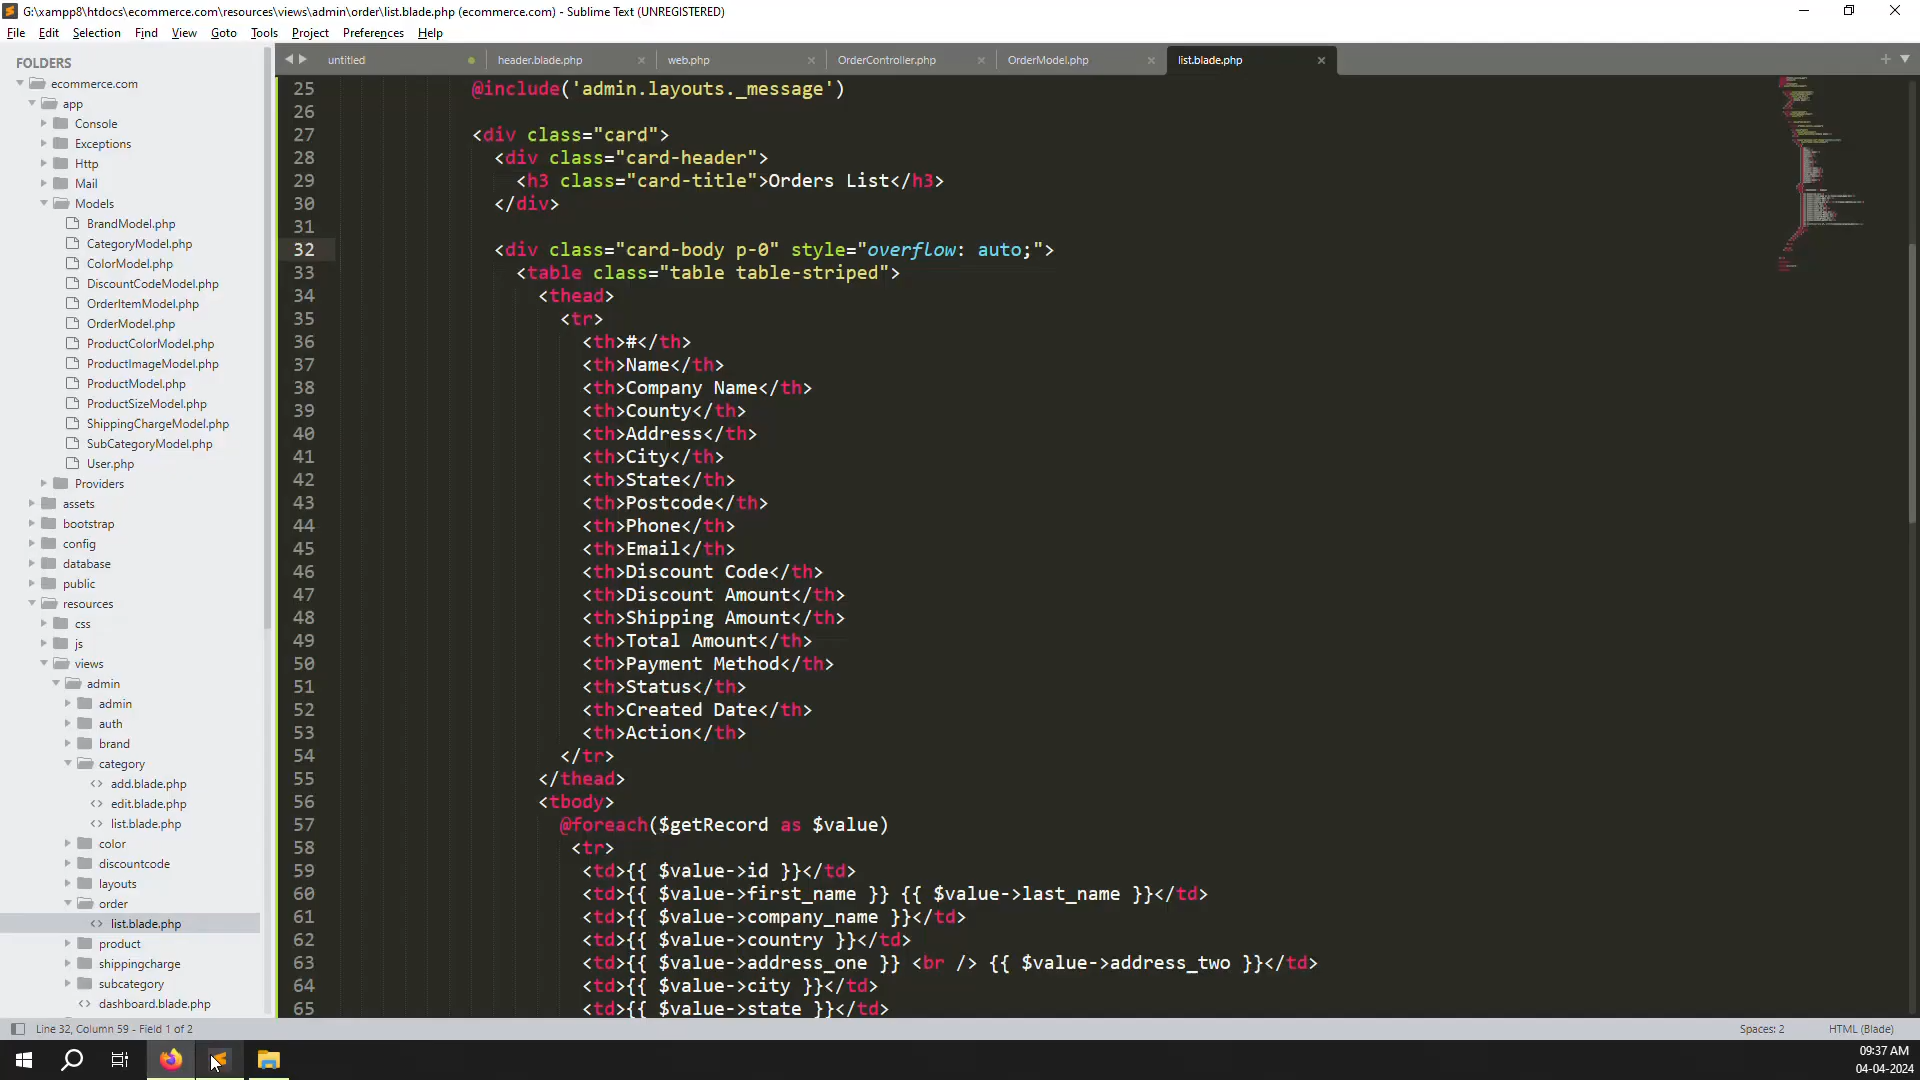 G:\xampp8\htdocs\ecommerce.com\resources\views\admin\order\list.blade.php (ecommerce.com) - Sublime Text (UNREGISTERED)
File Edit Selection Find View Goto Tools Project Preferences Help
FOLDERS
ecommerce.com
app
Console
Exceptions
Http
Mail
Models
BrandModel.php
CategoryModel.php
ColorModel.php
DiscountCodeModel.php
OrderItemModel.php
OrderModel.php
ProductColorModel.php
ProductImageModel.php
ProductModel.php
ProductSizeModel.php
ShippingChargeModel.php
SubCategoryModel.php
User.php
Providers
assets
bootstrap
config
database
public
resources
css
js
views
admin
admin
auth
brand
category
add.blade.php
edit.blade.php
list.blade.php
color
discountcode
layouts
order
list.blade.php
product
shippingcharge
subcategory
dashboard.blade.php
untitled header.blade.php web.php OrderController.php OrderModel.php list.blade.php
25 @include('admin.layouts._message')
26
27 <div class="card">
28 <div class="card-header">
29 <h3 class="card-title">Orders List</h3>
30 </div>
31
32 <div class="card-body p-0" style="overflow: auto;">
33 <table class="table table-striped">
34 <thead>
35 <tr>
36 <th>#</th>
37 <th>Name</th>
38 <th>Company Name</th>
39 <th>County</th>
40 <th>Address</th>
41 <th>City</th>
42 <th>State</th>
43 <th>Postcode</th>
44 <th>Phone</th>
45 <th>Email</th>
46 <th>Discount Code</th>
47 <th>Discount Amount</th>
48 <th>Shipping Amount</th>
49 <th>Total Amount</th>
50 <th>Payment Method</th>
51 <th>Status</th>
52 <th>Created Date</th>
53 <th>Action</th>
54 </tr>
55 </thead>
56 <tbody>
57 @foreach($getRecord as $value)
58 <tr>
59 <td>{{ $value->id }}</td>
60 <td>{{ $value->first_name }} {{ $value->last_name }}</td>
61 <td>{{ $value->company_name }}</td>
62 <td>{{ $value->country }}</td>
63 <td>{{ $value->address_one }} <br /> {{ $value->address_two }}</td>
64 <td>{{ $value->city }}</td>
65 <td>{{ $value->state }}</td>
Line 32, Column 59 - Field 1 of 2 Spaces: 2 HTML (Blade)
09:37 AM
04-04-2024